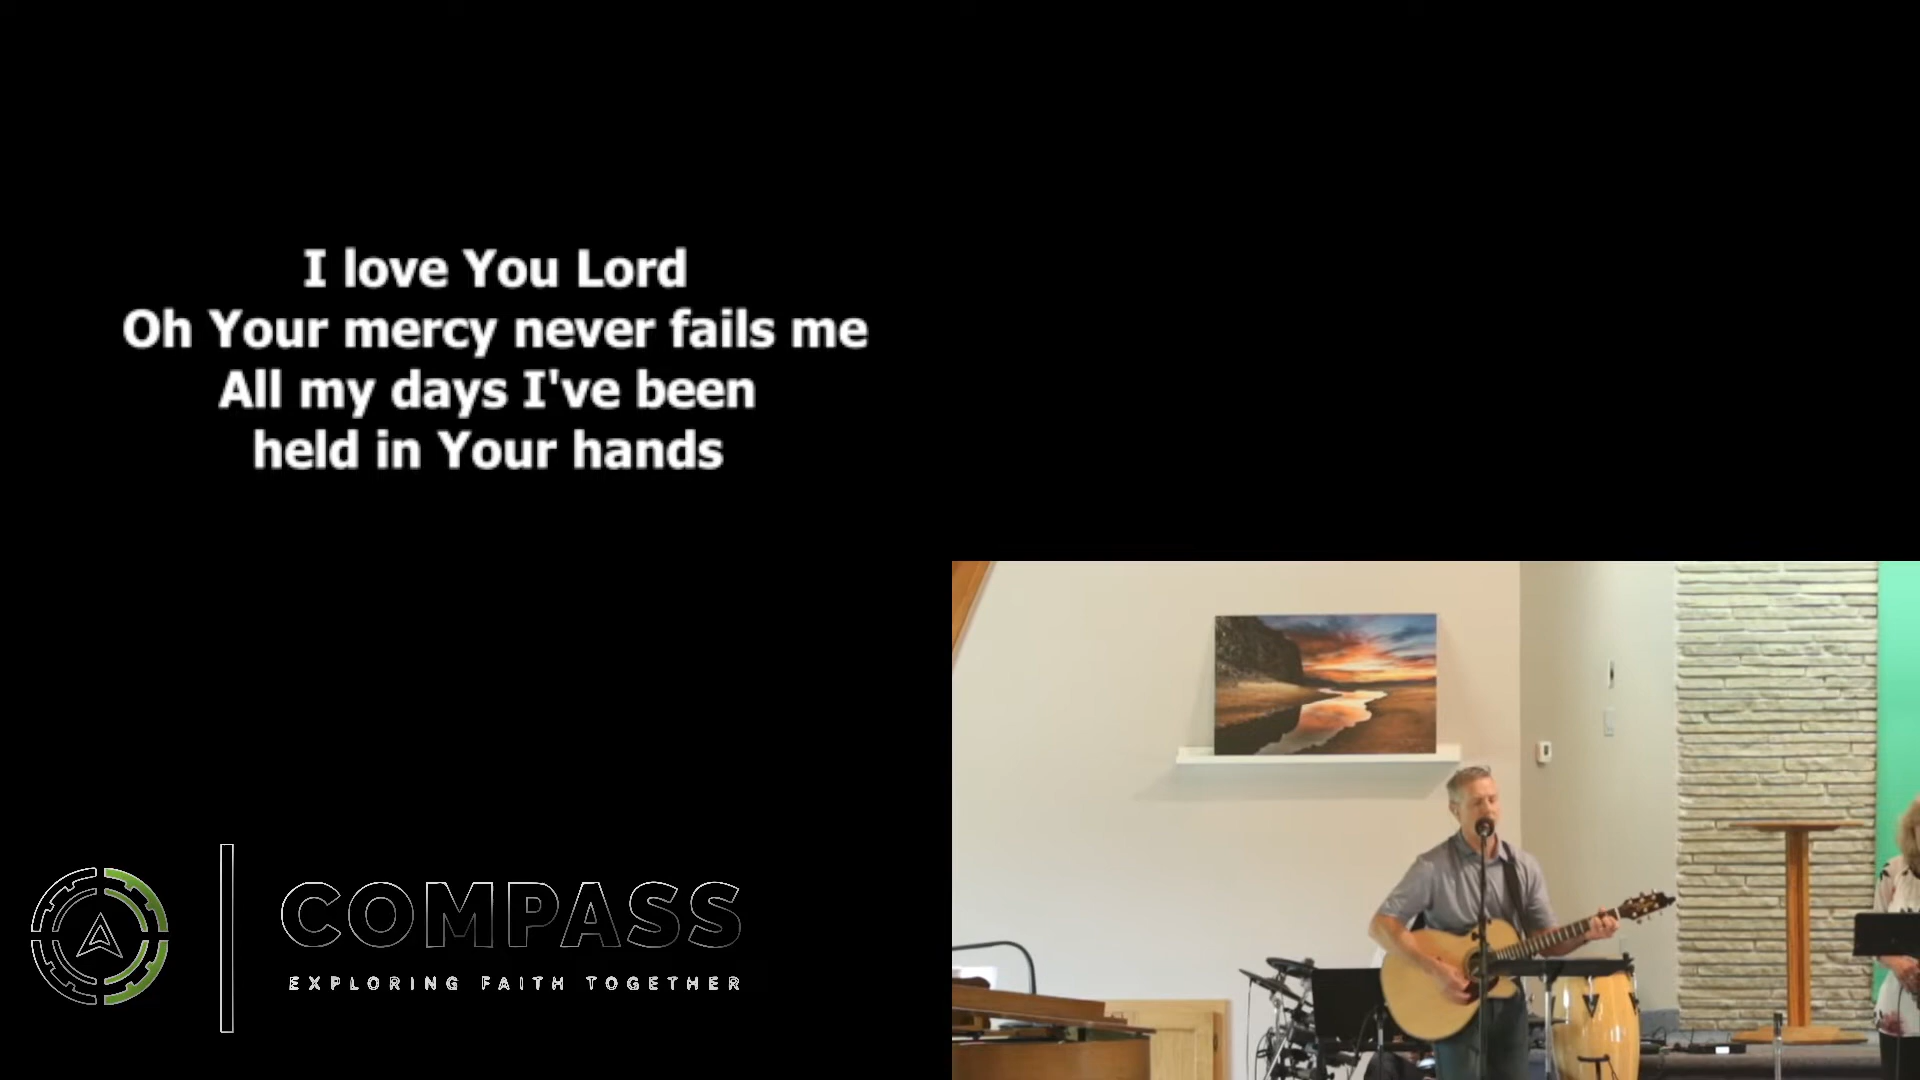 I love You Lord
Oh Your mercy never fails me
All my days I've been
held in Your hands
COMPASS
EXPLORING FAITH TOGETHER